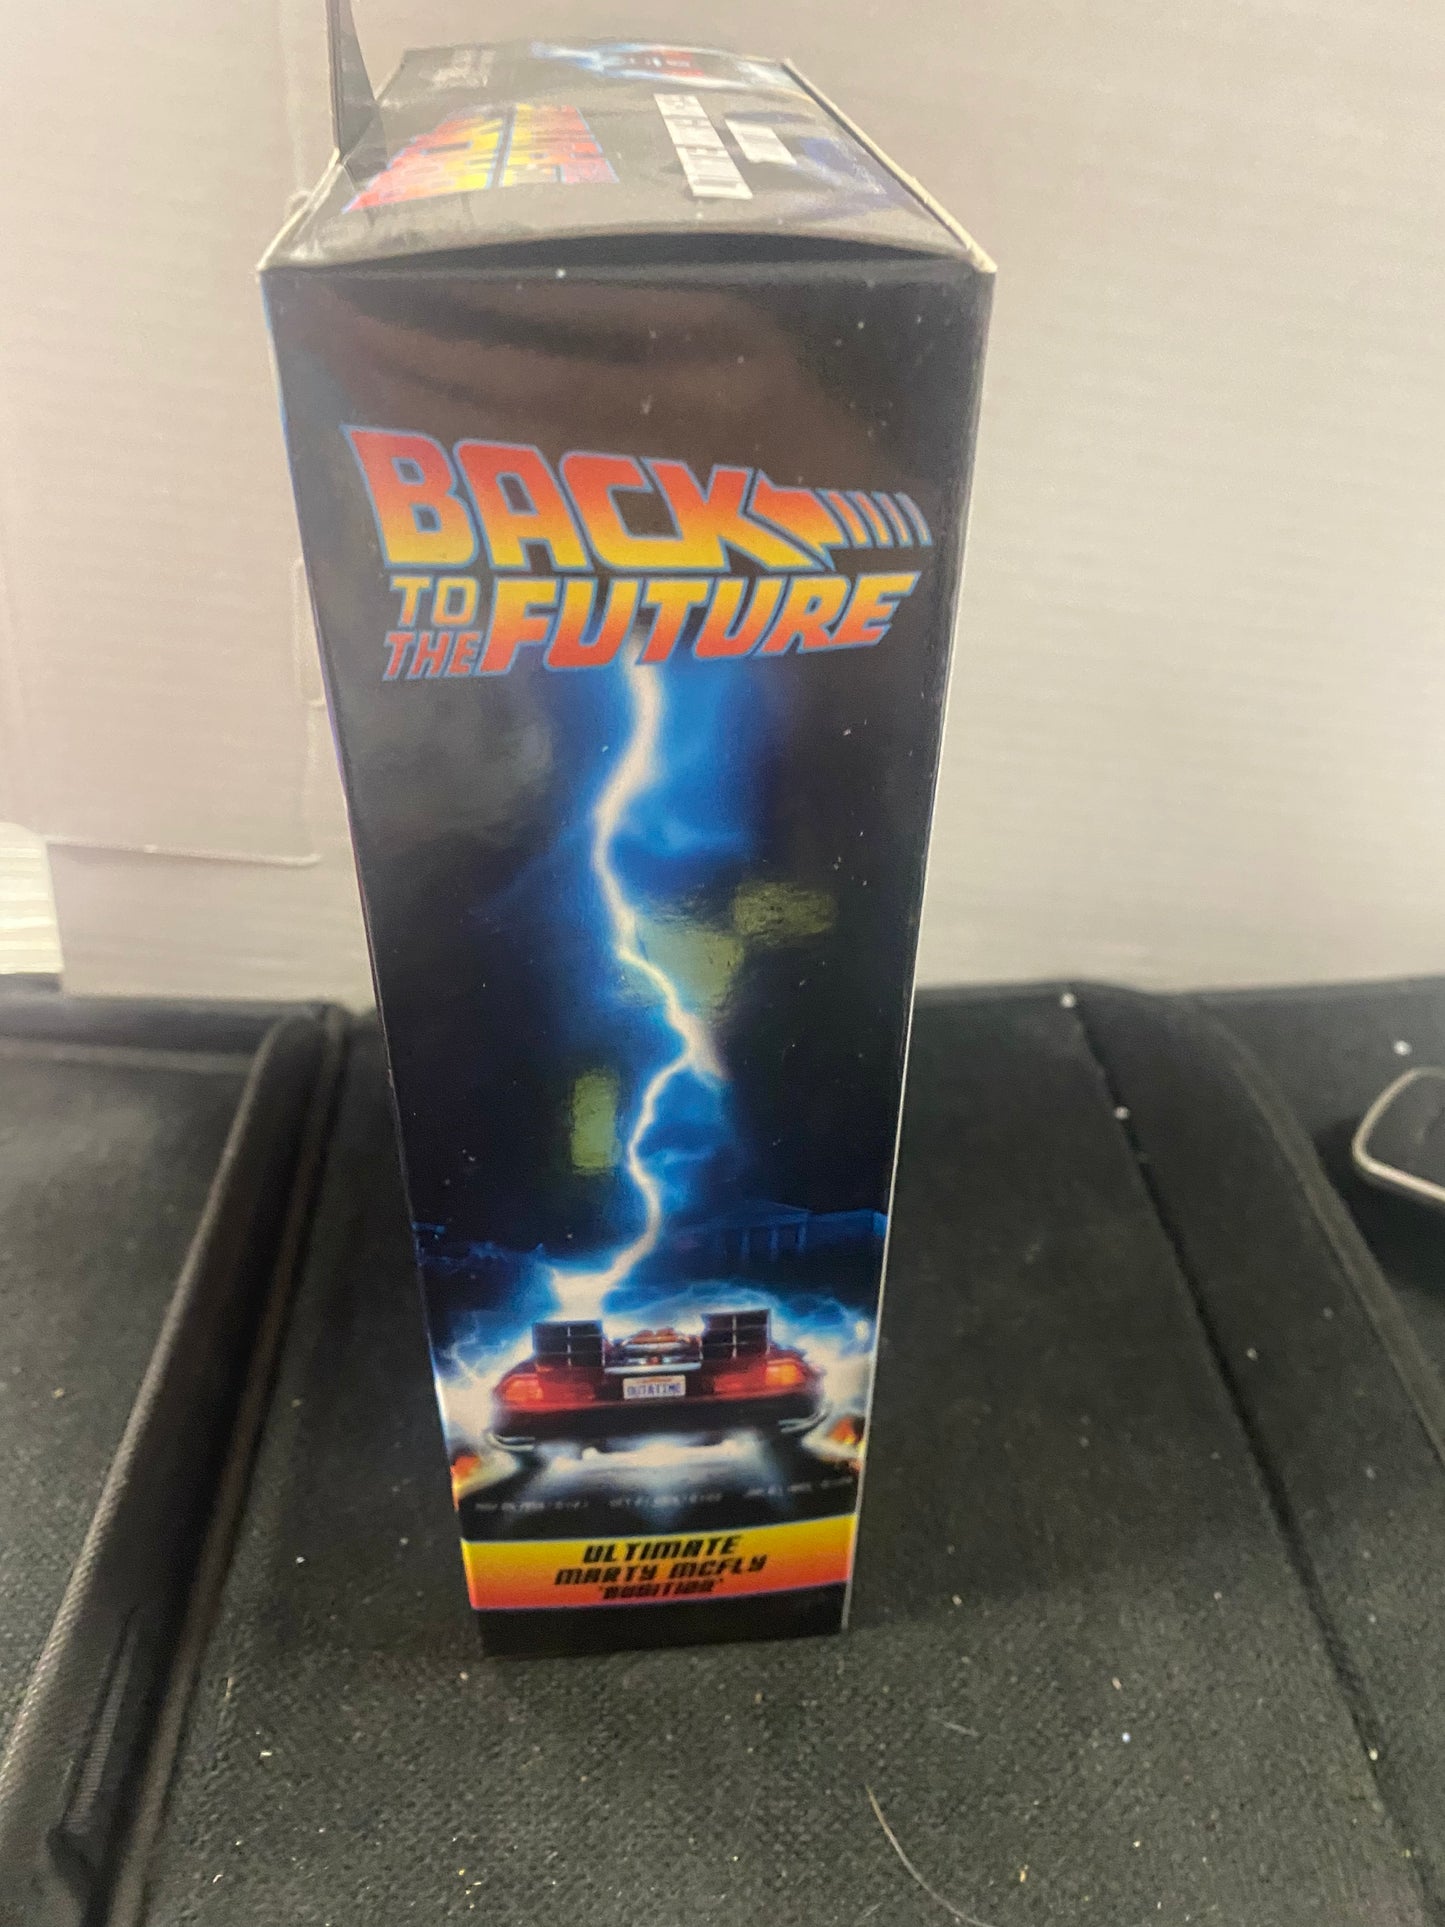 BACK
TO THE FUTURE
OUTATIME
ULTIMATE
MARTY MCFLY
'AUDITION'